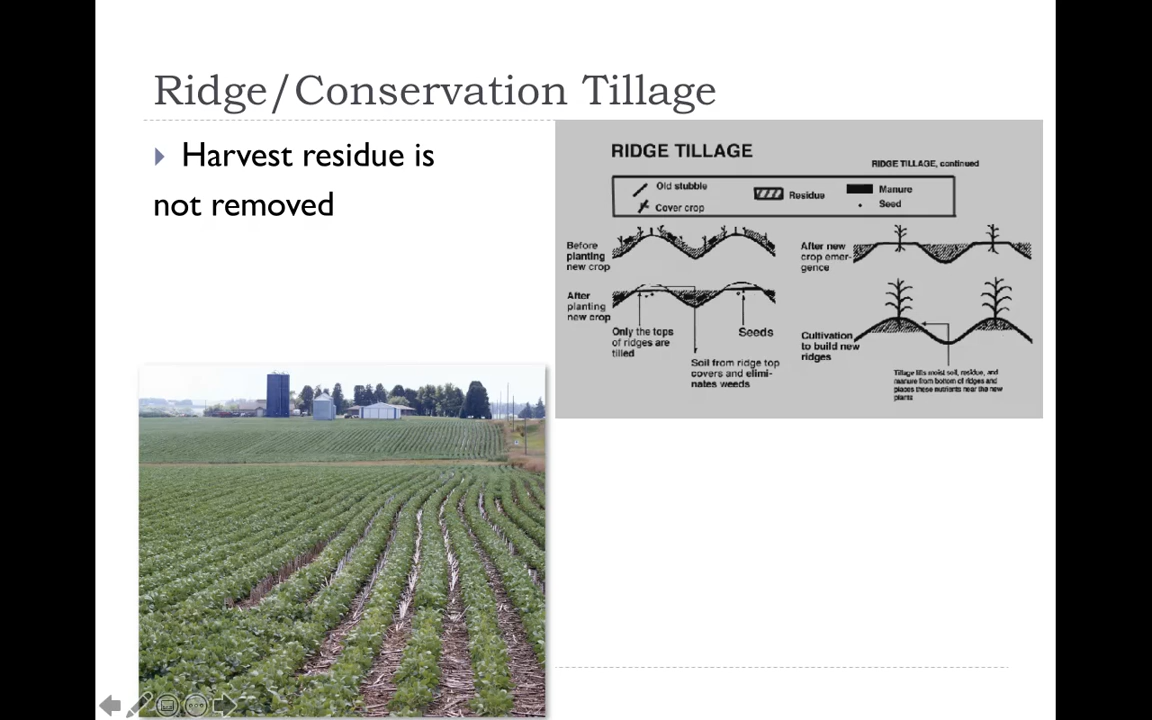 Ridge/Conservation Tillage
Harvest residue is
not removed
RIDGE TILLAGE
RIDGE TILLAGE, continued
Old stubble
Cover crop
Residue
Manure
Seed
Before
planting
new crop
After
planting
new crop
Only the tops
of ridges are
tilled
Seeds
Soil from ridge top
covers and elimi-
nates weeds
After new
crop emer-
gence
Cultivation
to build new
ridges
Tillage lifts moist soil, residue, and
manure from bottom of ridges and
places these nutrients near the new
plants